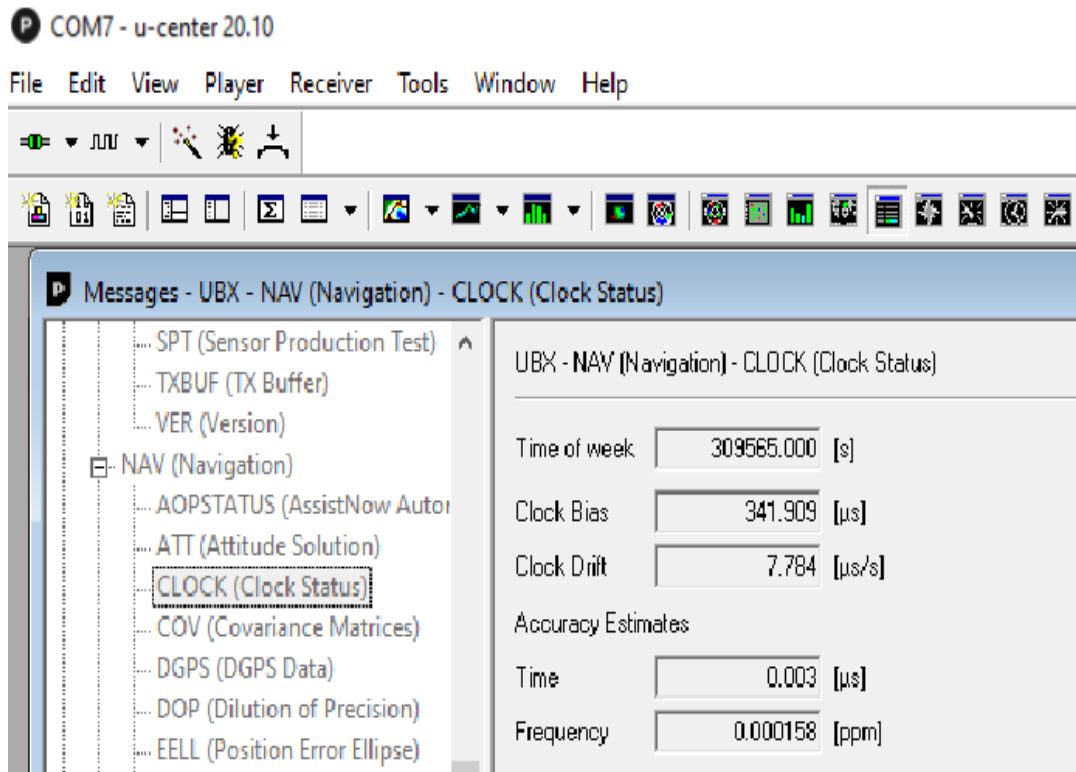 COM7 - u-center 20.10
File Edit View Player Receiver Tools Window Help
Messages - UBX - NAV (Navigation) - CLOCK (Clock Status)
SPT (Sensor Production Test)
TXBUF (TX Buffer)
VER (Version)
NAV (Navigation)
AOPSTATUS (AssistNow Autor
ATT (Attitude Solution)
CLOCK (Clock Status)
COV (Covariance Matrices)
DGPS (DGPS Data)
DOP (Dilution of Precision)
EELL (Position Error Ellipse)
UBX - NAV (Navigation) - CLOCK (Clock Status)
Time of week 309565.000 [s]
Clock Bias 341.909 [µs]
Clock Drift 7.784 [µs/s]
Accuracy Estimates
Time 0.003 [µs]
Frequency 0.000158 [ppm]